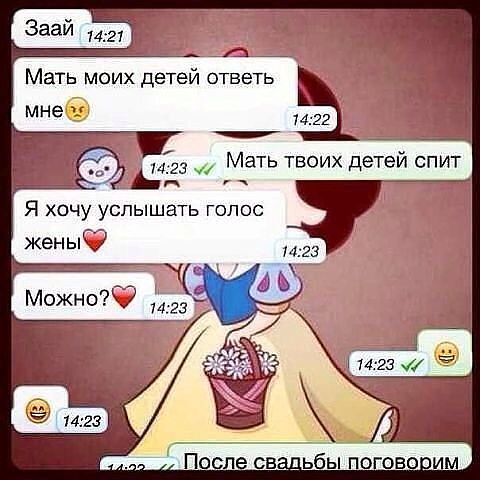 Заай
14:21
Мать моих детей ответь
мне😠
14:22
14:23
Мать твоих детей спит
Я хочу услышать голос
жены❤
14:23
Можно?❤
14:23
14:23
😀
😄
14:23
После свадьбы поговорим